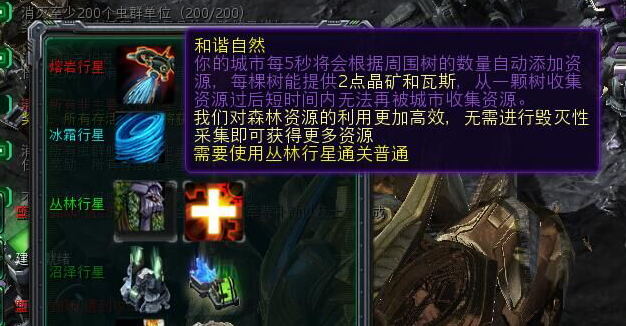 消灭至少200个虫群单位（200/200）
和谐自然
你的城市每5秒将会根据周围树的数量自动添加资
源，每棵树能提供2点晶矿和瓦斯，从一颗树收集
资源过后短时间内无法再被城市收集资源。
我们对森林资源的利用更加高效，无需进行毁灭性
采集即可获得更多资源
需要使用丛林行星通关普通
熔岩行星
冰霜行星
丛林行星
沼泽行星